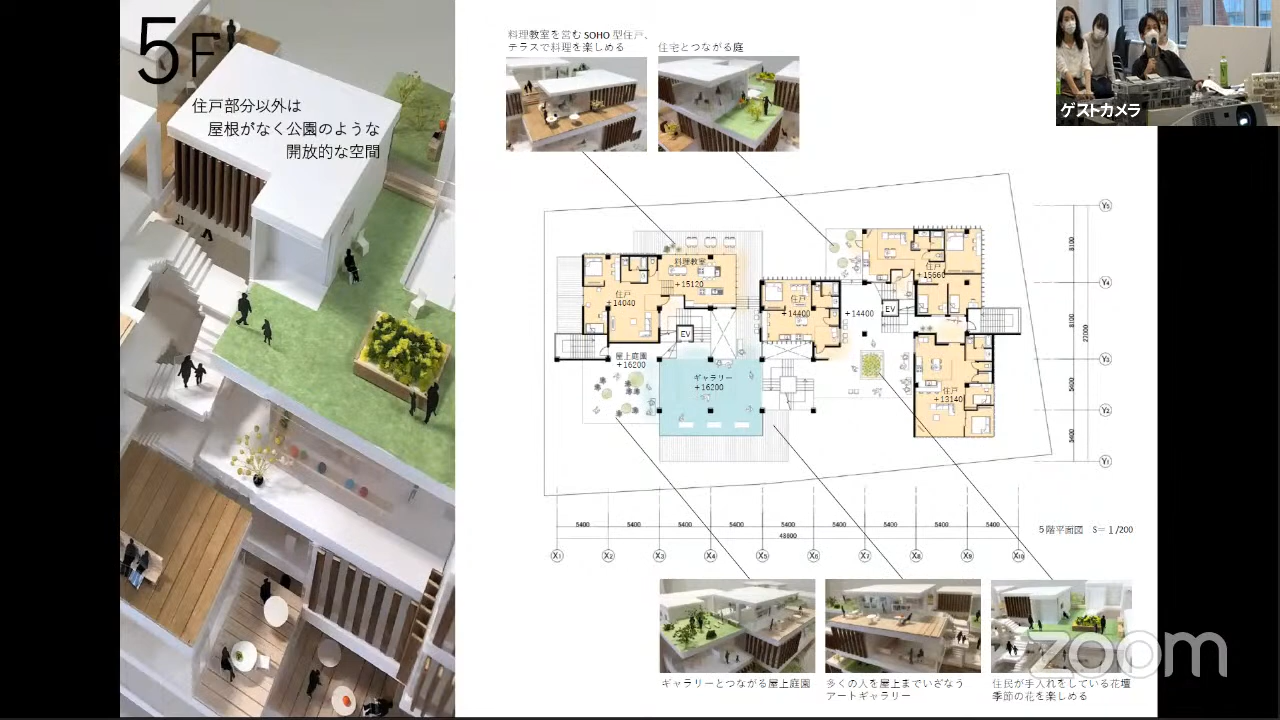 5F
住戸部分以外は
屋根がなく公園のような
開放的な空間
料理教室を営む SOHO 型住戸、
テラスで料理を楽しめる
住宅とつながる庭
ゲストカメラ
料理教室
+15120
住戸
+14040
EV
屋上庭園
+16200
ギャラリー
+16200
住戸
+14400
+14400
EV
住戸
+15660
住戸
+13140
Y5
8100
Y4
8100
27000
Y3
5400
Y2
5400
Y1
5400 5400 5400 5400 5400 5400 5400 5400 5400
48800
X1 X2 X3 X4 X5 X6 X7 X8 X9 X10
5階平面図 S=1/200
ギャラリーとつながる屋上庭園
多くの人を屋上までいざなう
アートギャラリー
住民が手入れをしている花壇
季節の花を楽しめる
zoom